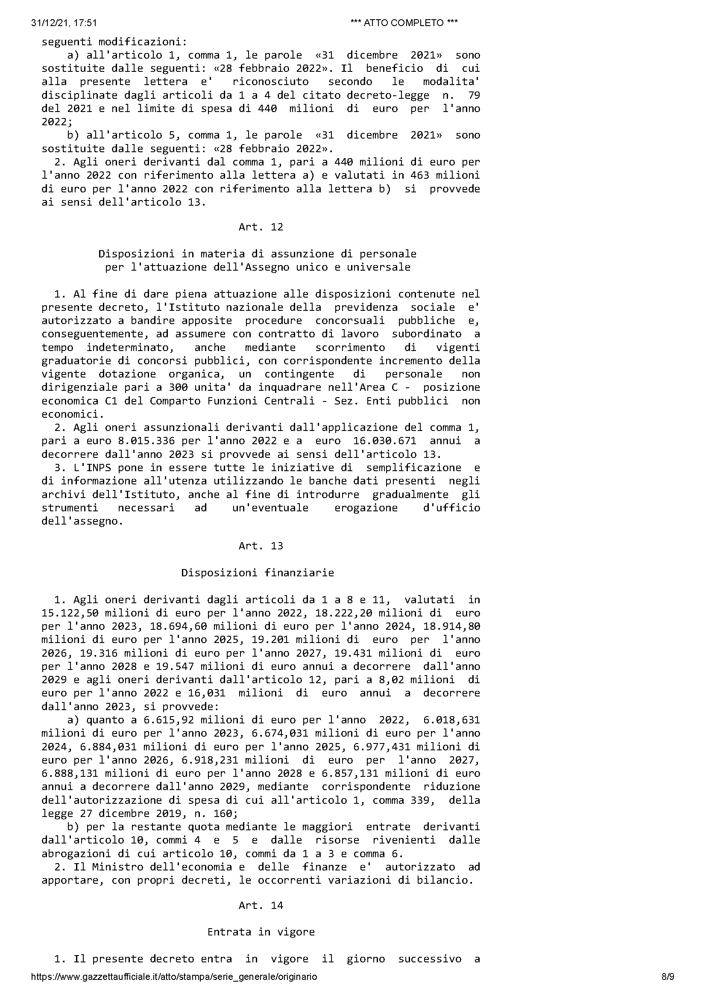 31/12/21, 17:51 *** ATTO COMPLETO ***
seguenti modificazioni:
a) all'articolo 1, comma 1, le parole «31 dicembre 2021» sono
sostituite dalle seguenti: «28 febbraio 2022». Il beneficio di cui
alla presente lettera e' riconosciuto secondo le modalita'
disciplinate dagli articoli da 1 a 4 del citato decreto-legge n. 79
del 2021 e nel limite di spesa di 440 milioni di euro per l'anno
2022;
b) all'articolo 5, comma 1, le parole «31 dicembre 2021» sono
sostituite dalle seguenti: «28 febbraio 2022».
2. Agli oneri derivanti dal comma 1, pari a 440 milioni di euro per
l'anno 2022 con riferimento alla lettera a) e valutati in 463 milioni
di euro per l'anno 2022 con riferimento alla lettera b) si provvede
ai sensi dell'articolo 13.
Art. 12
Disposizioni in materia di assunzione di personale
per l'attuazione dell'Assegno unico e universale
1. Al fine di dare piena attuazione alle disposizioni contenute nel
presente decreto, l'Istituto nazionale della previdenza sociale e'
autorizzato a bandire apposite procedure concorsuali pubbliche e,
conseguentemente, ad assumere con contratto di lavoro subordinato a
tempo indeterminato, anche mediante scorrimento di vigenti
graduatorie di concorsi pubblici, con corrispondente incremento della
vigente dotazione organica, un contingente di personale non
dirigenziale pari a 300 unita' da inquadrare nell'Area C - posizione
economica C1 del Comparto Funzioni Centrali - Sez. Enti pubblici non
economici.
2. Agli oneri assunzionali derivanti dall'applicazione del comma 1,
pari a euro 8.015.336 per l'anno 2022 e a euro 16.030.671 annui a
decorrere dall'anno 2023 si provvede ai sensi dell'articolo 13.
3. L'INPS pone in essere tutte le iniziative di semplificazione e
di informazione all'utenza utilizzando le banche dati presenti negli
archivi dell'Istituto, anche al fine di introdurre gradualmente gli
strumenti necessari ad un'eventuale erogazione d'ufficio
dell'assegno.
Art. 13
Disposizioni finanziarie
1. Agli oneri derivanti dagli articoli da 1 a 8 e 11, valutati in
15.122,50 milioni di euro per l'anno 2022, 18.222,20 milioni di euro
per l'anno 2023, 18.694,60 milioni di euro per l'anno 2024, 18.914,80
milioni di euro per l'anno 2025, 19.201 milioni di euro per l'anno
2026, 19.316 milioni di euro per l'anno 2027, 19.431 milioni di euro
per l'anno 2028 e 19.547 milioni di euro annui a decorrere dall'anno
2029 e agli oneri derivanti dall'articolo 12, pari a 8,02 milioni di
euro per l'anno 2022 e 16,031 milioni di euro annui a decorrere
dall'anno 2023, si provvede:
a) quanto a 6.615,92 milioni di euro per l'anno 2022, 6.018,631
milioni di euro per l'anno 2023, 6.674,031 milioni di euro per l'anno
2024, 6.884,031 milioni di euro per l'anno 2025, 6.977,431 milioni di
euro per l'anno 2026, 6.918,231 milioni di euro per l'anno 2027,
6.888,131 milioni di euro per l'anno 2028 e 6.857,131 milioni di euro
annui a decorrere dall'anno 2029, mediante corrispondente riduzione
dell'autorizzazione di spesa di cui all'articolo 1, comma 339, della
legge 27 dicembre 2019, n. 160;
b) per la restante quota mediante le maggiori entrate derivanti
dall'articolo 10, commi 4 e 5 e dalle risorse rivenienti dalle
abrogazioni di cui articolo 10, commi da 1 a 3 e comma 6.
2. Il Ministro dell'economia e delle finanze e' autorizzato ad
apportare, con propri decreti, le occorrenti variazioni di bilancio.
Art. 14
Entrata in vigore
1. Il presente decreto entra in vigore il giorno successivo a
https://www.gazzettaufficiale.it/atto/stampa/serie_generale/originario 8/9